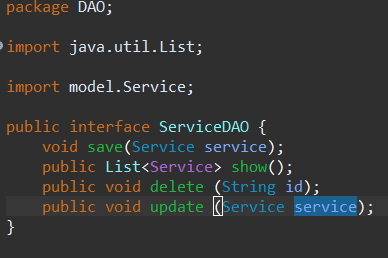 package DAO;
import java.util.List;
import model.Service;
public interface ServiceDAO {
void save(Service service);
public List<Service> show();
public void delete (String id);
public void update (Service service);
}